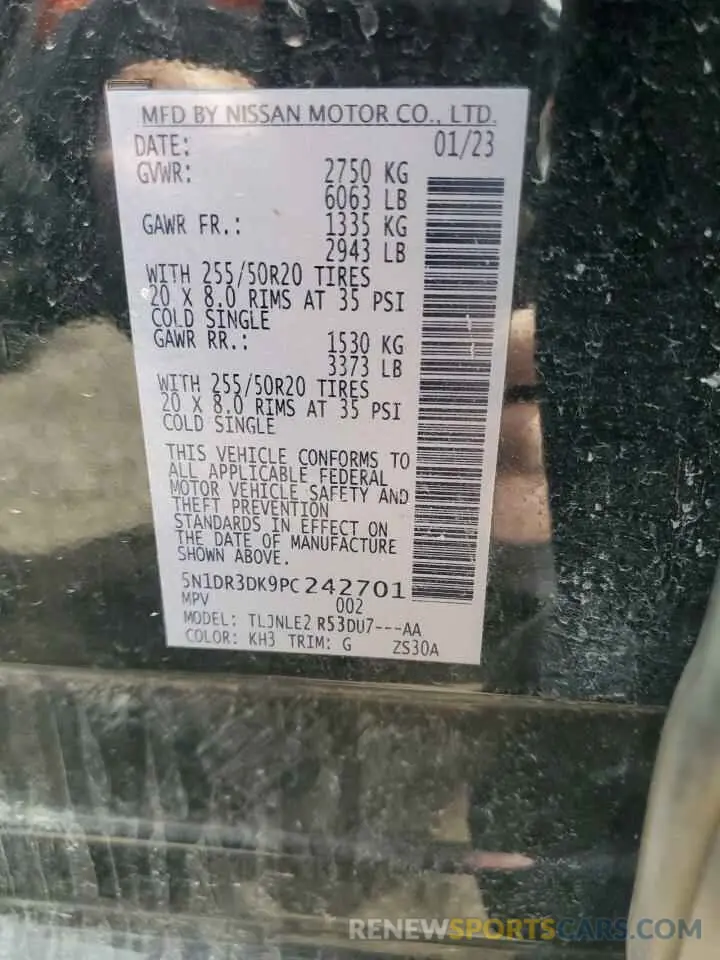 MFD BY NISSAN MOTOR CO., LTD.
DATE: 01/23
GVWR: 2750 KG
6063 LB
GAWR FR.: 1335 KG
2943 LB
WITH 255/50R20 TIRES
20 X 8.0 RIMS AT 35 PSI
COLD SINGLE
GAWR RR.: 1530 KG
3373 LB
WITH 255/50R20 TIRES
20 X 8.0 RIMS AT 35 PSI
COLD SINGLE
THIS VEHICLE CONFORMS TO
ALL APPLICABLE FEDERAL
MOTOR VEHICLE SAFETY AND
THEFT PREVENTION
STANDARDS IN EFFECT ON
THE DATE OF MANUFACTURE
SHOWN ABOVE.
5N1DR3DK9PC242701
MPV 002
MODEL: TLJNLE2 R53DU7---AA
COLOR: KH3 TRIM: G ZS30A
RENEWSPORTSCARS.COM